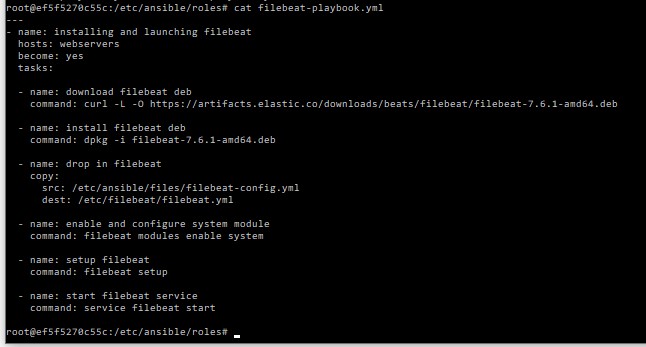 root@ef5f5270c55c:/etc/ansible/roles# cat filebeat-playbook.yml
---
- name: installing and launching filebeat
  hosts: webservers
  become: yes
  tasks:
  - name: download filebeat deb
    command: curl -L -O https://artifacts.elastic.co/downloads/beats/filebeat/filebeat-7.6.1-amd64.deb
  - name: install filebeat deb
    command: dpkg -i filebeat-7.6.1-amd64.deb
  - name: drop in filebeat
    copy:
      src: /etc/ansible/files/filebeat-config.yml
      dest: /etc/filebeat/filebeat.yml
  - name: enable and configure system module
    command: filebeat modules enable system
  - name: setup filebeat
    command: filebeat setup
  - name: start filebeat service
    command: service filebeat start
root@ef5f5270c55c:/etc/ansible/roles#